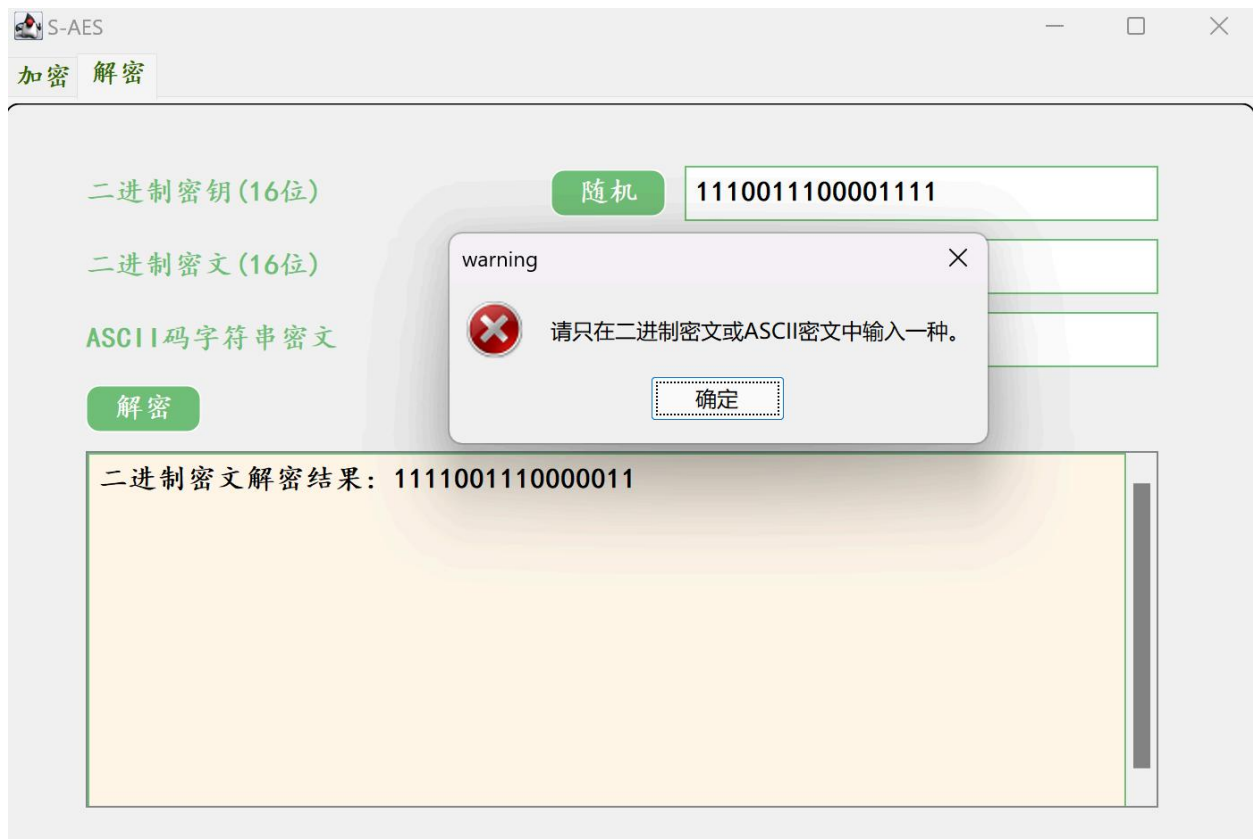 S-AES
加密 解密
二进制密钥(16位) 随机 1110011100001111
二进制密文(16位)
ASCII码字符串密文
warning
请只在二进制密文或ASCII密文中输入一种。
确定
解密
二进制密文解密结果: 1111001110000011